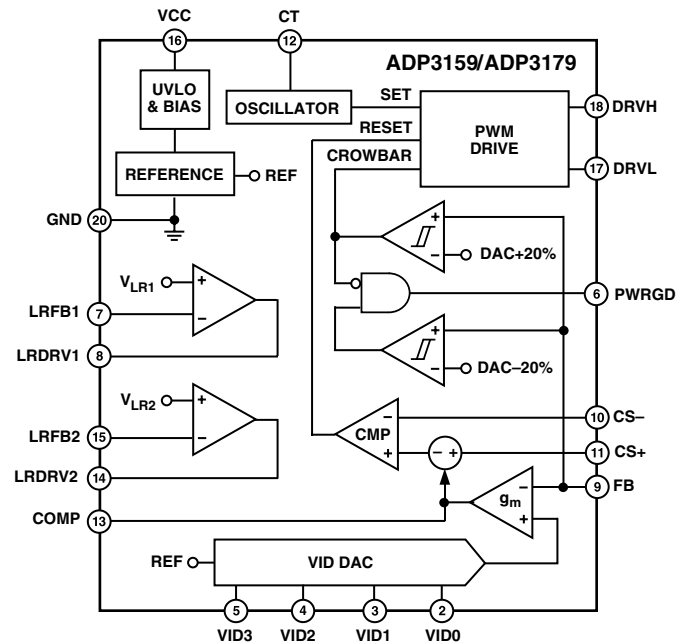 VCC CT
16 12
ADP3159/ADP3179
UVLO
& BIAS
OSCILLATOR
SET
RESET
CROWBAR
PWM
DRIVE
18 DRVH
17 DRVL
REFERENCE
REF
GND 20
+
−
DAC+20%
VLR1
+
−
LRFB1 7
LRDRV1 8
6 PWRGD
+
−
DAC−20%
VLR2
+
−
LRFB2 15
LRDRV2 14
CMP
−
+
− +
10 CS−
11 CS+
9 FB
gm
−
+
COMP 13
REF
VID DAC
5 4 3 2
VID3 VID2 VID1 VID0